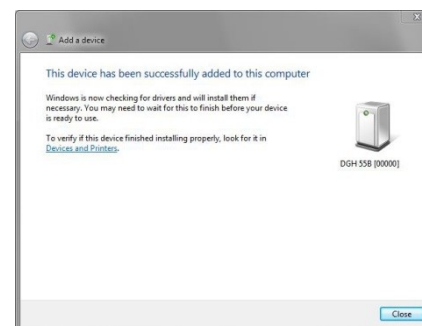 Add a device
This device has been successfully added to this computer
Windows is now checking for drivers and will install them if
necessary. You may need to wait for this to finish before your device
is ready to use.
To verify if this device finished installing properly, look for it in
Devices and Printers.
DGH 55B [00000]
Close